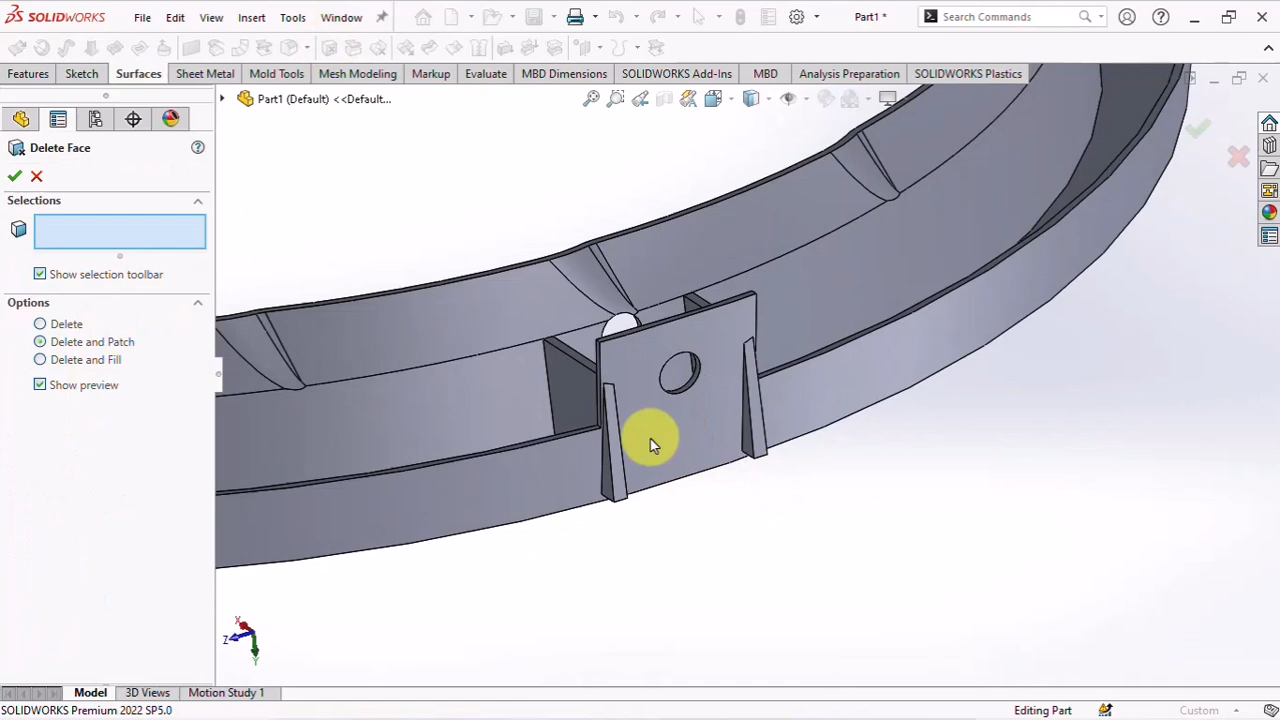 SOLIDWORKS File Edit View Insert Tools Window Part1 * Search Commands
Features Sketch Surfaces Sheet Metal Mold Tools Mesh Modeling Markup Evaluate MBD Dimensions SOLIDWORKS Add-Ins MBD Analysis Preparation SOLIDWORKS Plastics
Part1 (Default) <<Default...
Delete Face
Selections
Show selection toolbar
Options
Delete
Delete and Patch
Delete and Fill
Show preview
X
Z
Y
Model 3D Views Motion Study 1
SOLIDWORKS Premium 2022 SP5.0 Editing Part Custom